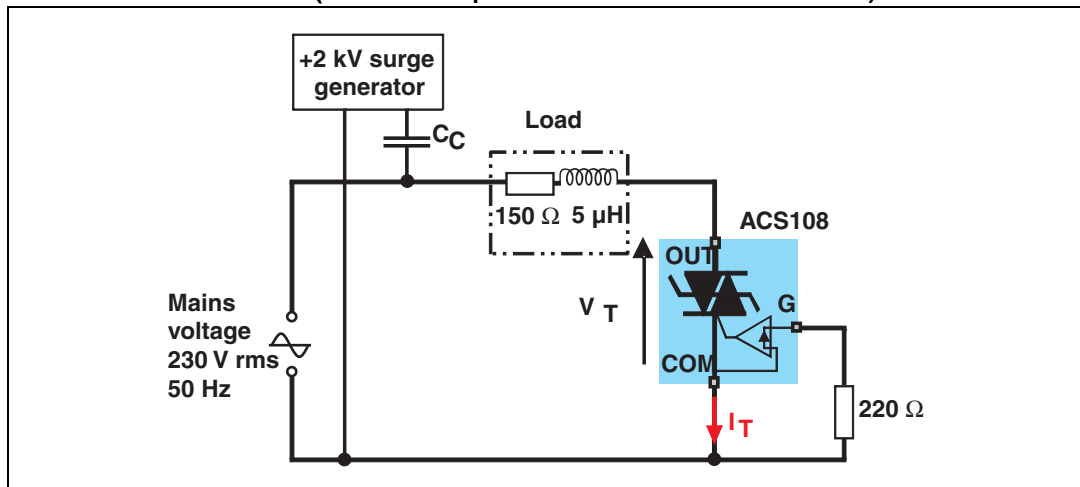 +2 kV surge
generator
CC
Load
150 Ω 5 µH
ACS108
OUT
VT
G
COM
Mains
voltage
230 V rms
50 Hz
220 Ω
IT